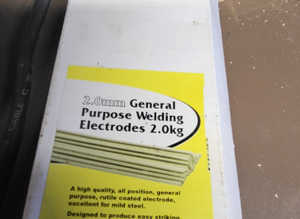 2.0mm General
Purpose Welding
Electrodes 2.0kg
A high quality, all position, general
purpose, rutile coated electrode,
excellent for mild steel.
Designed to produce easy striking